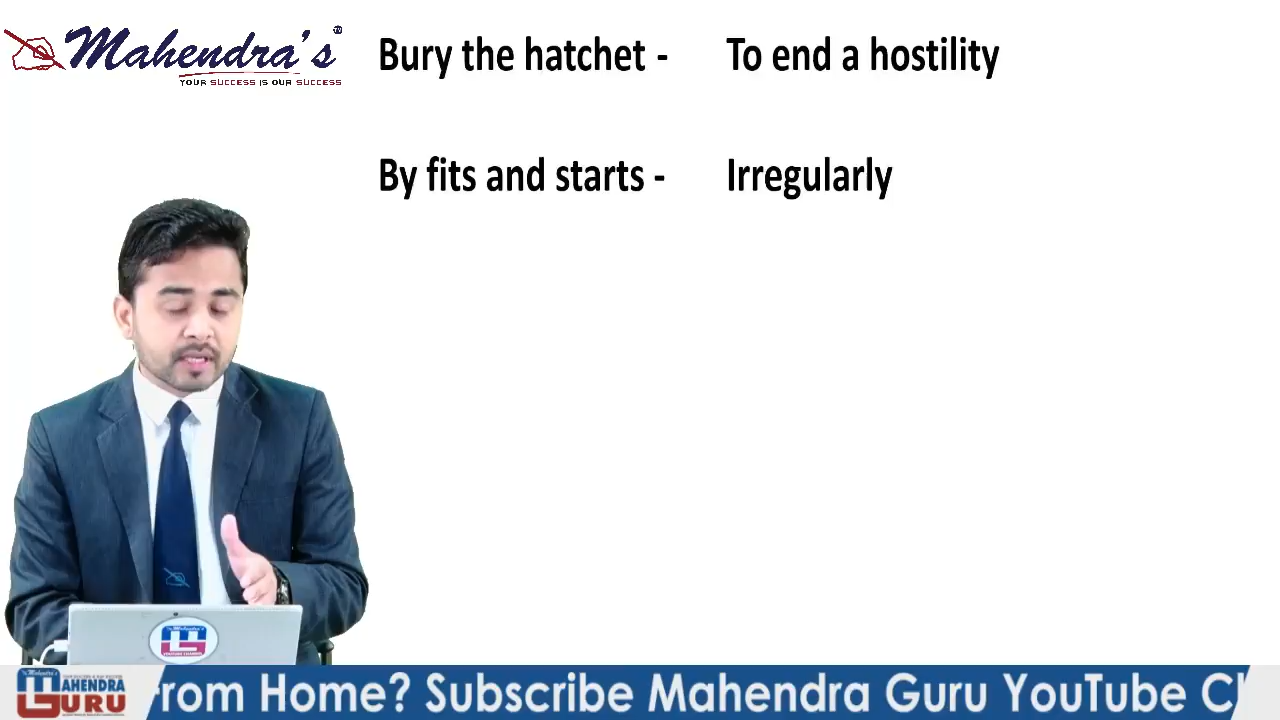 Mahendra's
YOUR SUCCESS IS OUR SUCCESS
Bury the hatchet - To end a hostility
By fits and starts - Irregularly
Mahendra's
MAHENDRA
GURU
rom Home? Subscribe Mahendra Guru YouTube